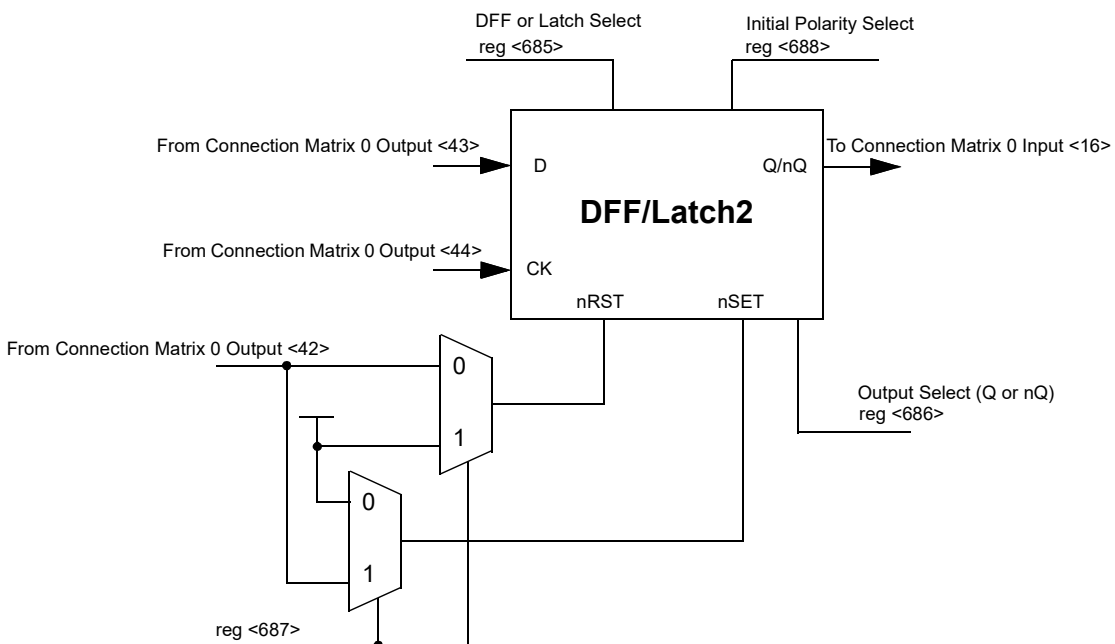 DFF or Latch Select
reg <685>
Initial Polarity Select
reg <688>
From Connection Matrix 0 Output <43>
D
Q/nQ
To Connection Matrix 0 Input <16>
DFF/Latch2
From Connection Matrix 0 Output <44>
CK
nRST
nSET
From Connection Matrix 0 Output <42>
0
1
Output Select (Q or nQ)
reg <686>
0
1
reg <687>